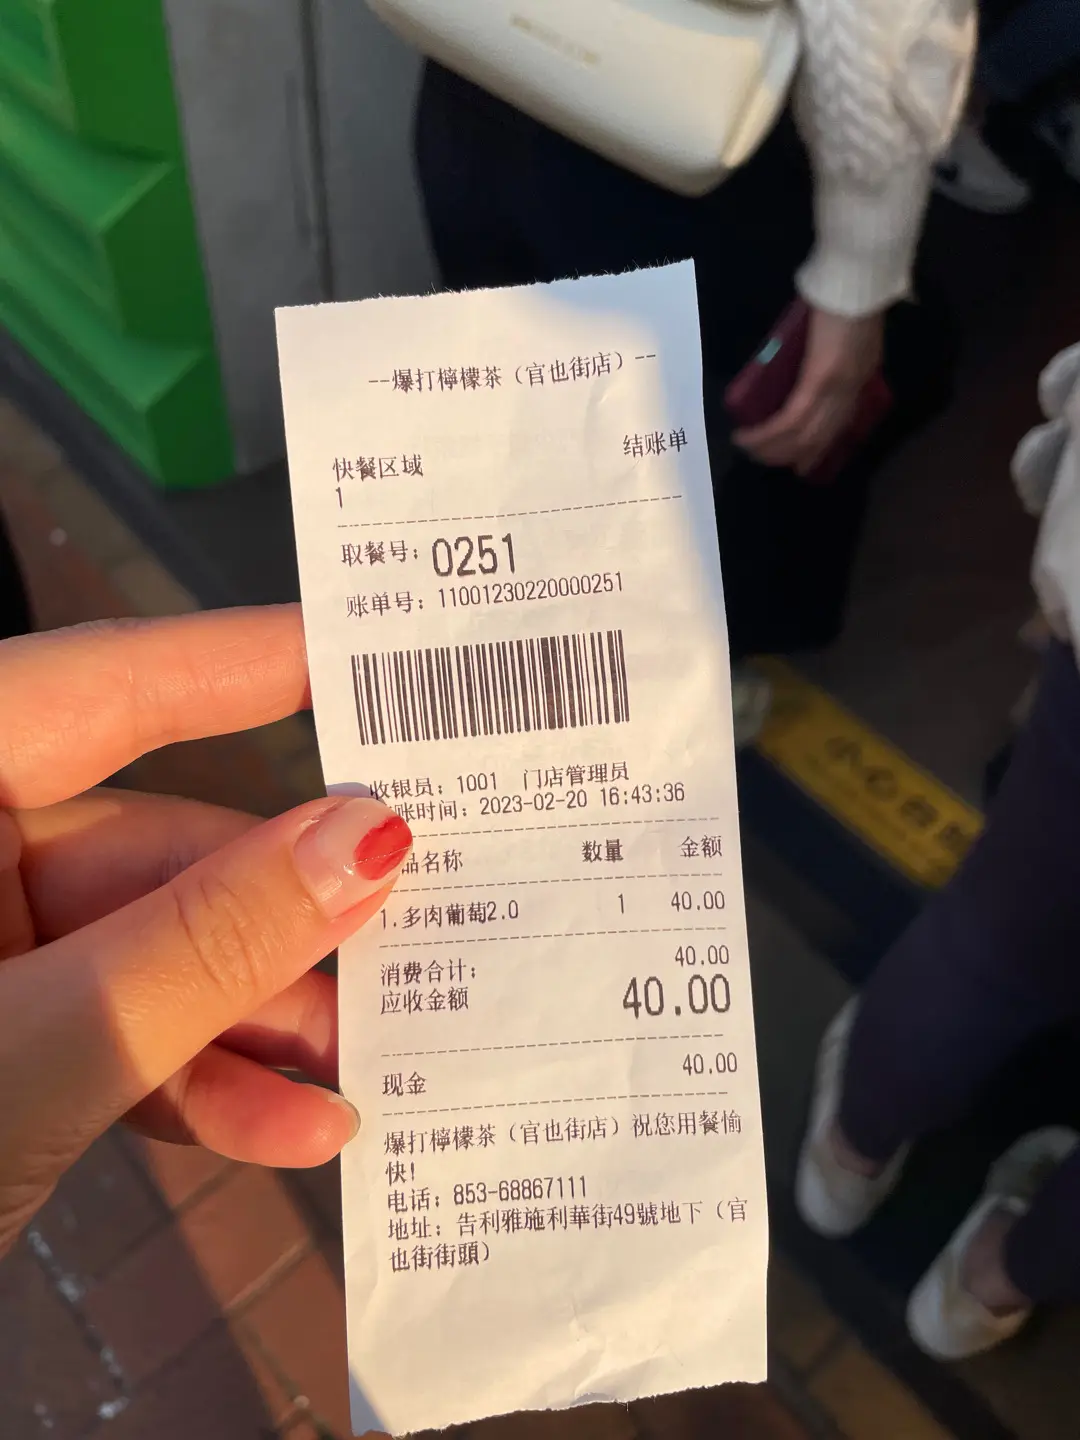 --爆打檸檬茶（官也街店）--
快餐区域 结账单
1
取餐号：0251
账单号：11001230220000251
收银员：1001 门店管理员
账时间：2023-02-20 16:43:36
品名称 数量 金额
1.多肉葡萄2.0 1 40.00
消费合计： 40.00
应收金额 40.00
现金 40.00
爆打檸檬茶（官也街店）祝您用餐愉
快！
电话：853-68867111
地址：告利雅施利華街49號地下（官
也街街頭）
小心